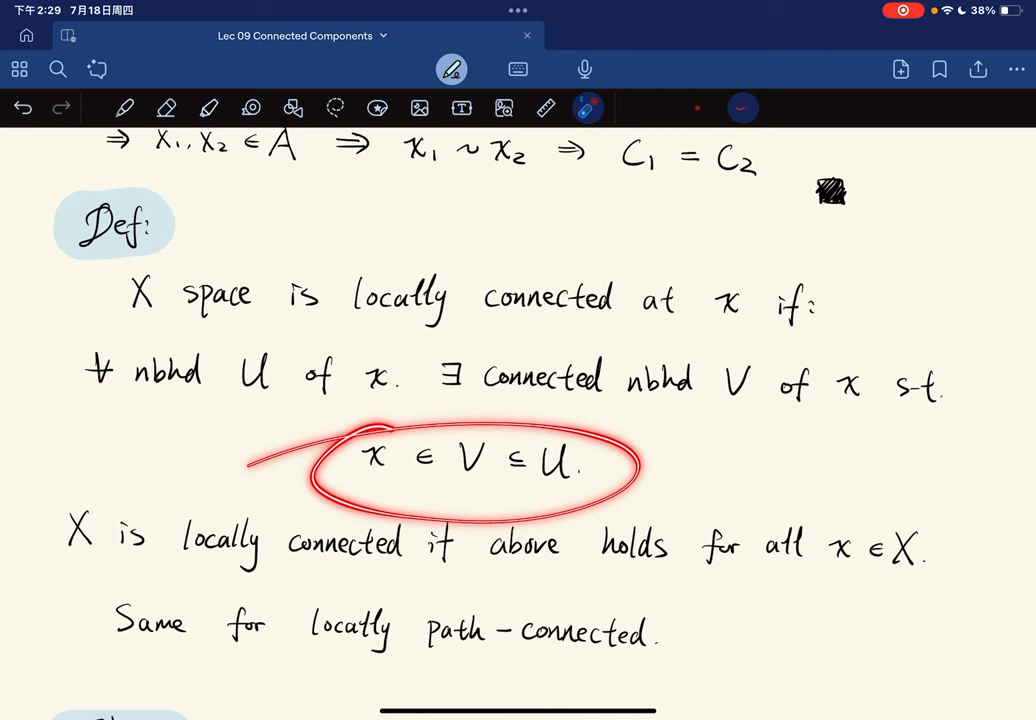 下午2:29 7月18日周四
38%
Lec 09 Connected Components
⇒ x₁, x₂ ∈ A ⇒ x₁ ~ x₂ ⇒ C₁ = C₂
Def:
X space is locally connected at x if:
∀ nbhd U of x. ∃ connected nbhd V of x s-t.
x ∈ V ⊆ U.
X is locally connected if above holds for all x ∈ X.
Same for locally path-connected.